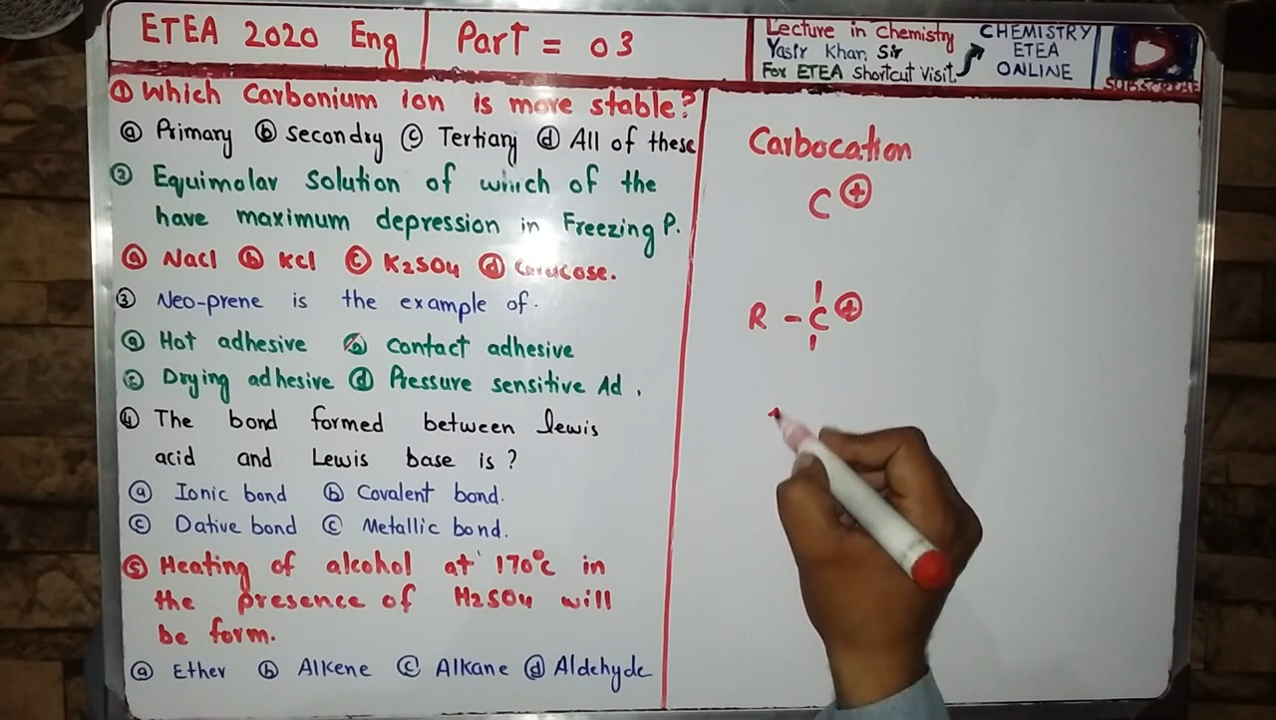 ETEA 2020 Eng
Part = 03
Lecture in Chemistry
Yasir Khan Sir
For ETEA Shortcut Visit
CHEMISTRY
ETEA
ONLINE
SUBSCRIBE
① Which Carbonium ion is more stable?
ⓐ Primary ⓑ Secondry ⓒ Tertiary ⓓ All of these
② Equimolar Solution of which of the
have maximum depression in Freezing P.
ⓐ Nacl ⓑ Kcl ⓒ K2SO4 ⓓ
③ Neo-prene is the example of.
ⓐ Hot adhesive ⓑ Contact adhesive
ⓒ Drying adhesive ⓓ Pressure sensitive Ad.
④ The bond formed between lewis
acid and Lewis base is?
ⓐ Ionic bond ⓑ Covalent bond.
ⓒ Dative bond ⓒ Metallic bond.
⑤ Heating of alcohol at 170°c in
the presence of H2SO4 will
be form.
ⓐ Ether ⓑ Alkene ⓒ Alkane ⓓ Aldehyde
Carbocation
C⊕
R - C⊕